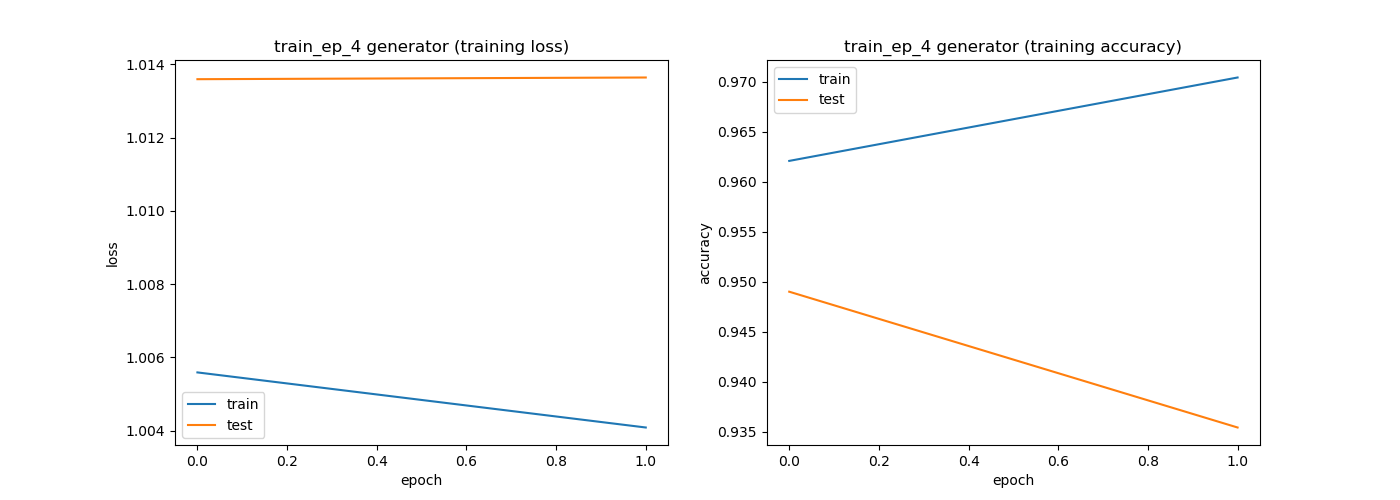 train_ep_4 generator (training loss)
1.014
1.012
1.010
1.008
1.006
1.004
loss
train
test
0.0 0.2 0.4 0.6 0.8 1.0
epoch
train_ep_4 generator (training accuracy)
train
test
0.970
0.965
0.960
0.955
0.950
0.945
0.940
0.935
accuracy
0.0 0.2 0.4 0.6 0.8 1.0
epoch